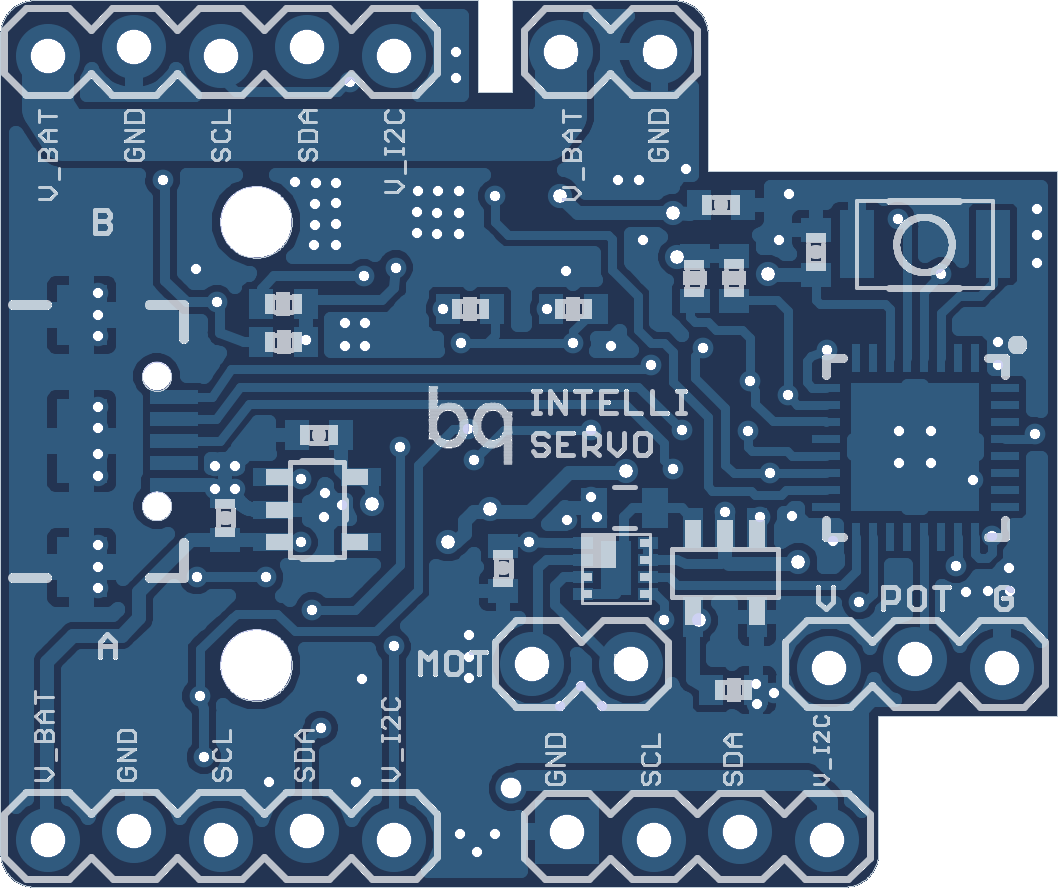 V_BAT GND SCL SDA V_I2C V_BAT GND
B
bq INTELLI
SERVO
V POT G
A
MOT
V_BAT GND SCL SDA V_I2C GND SCL SDA V_I2C